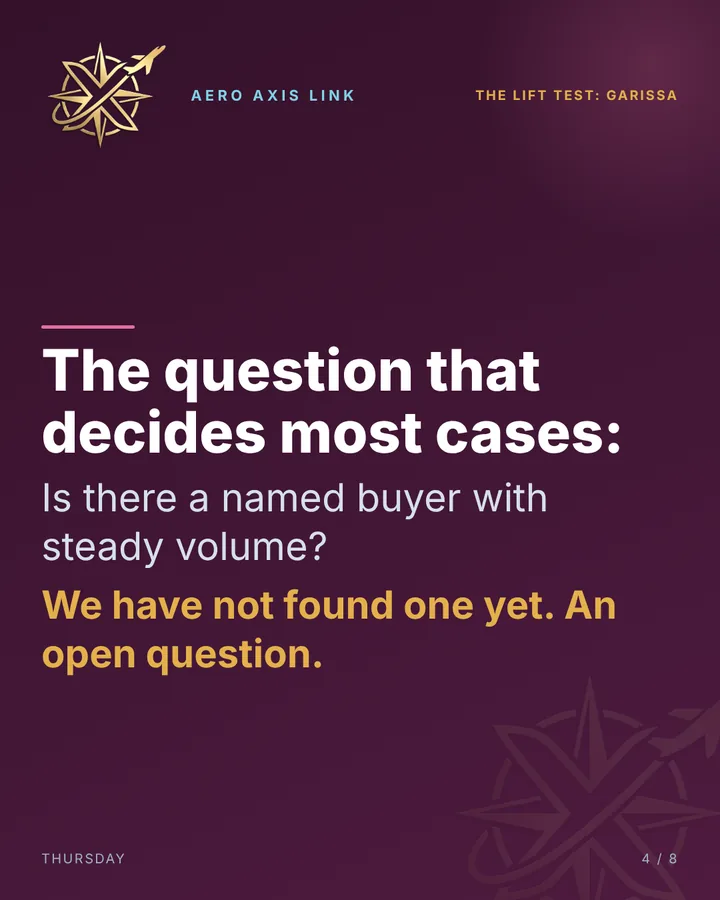 AERO AXIS LINK
THE LIFT TEST: GARISSA
The question that
decides most cases:
Is there a named buyer with
steady volume?
We have not found one yet. An
open question.
THURSDAY
4 / 8